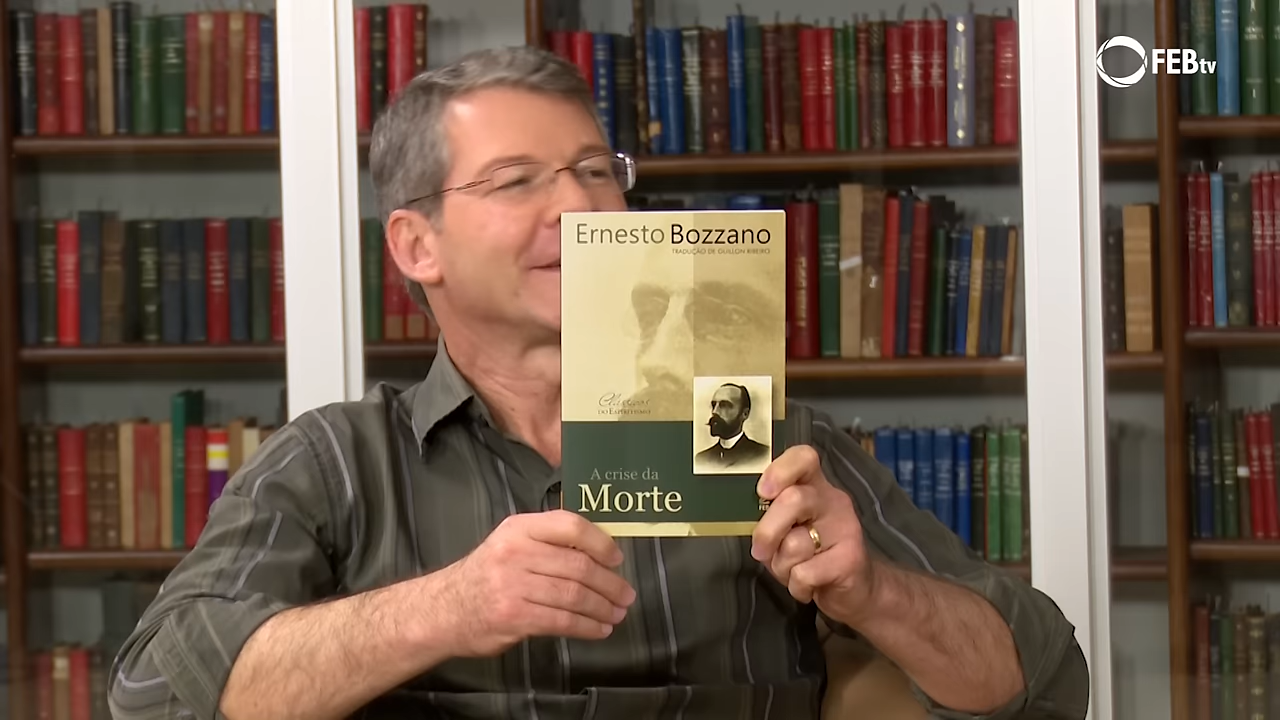 FEBtv
Ernesto Bozzano
TRADUÇÃO DE GUILLON RIBEIRO
Clássicos
DO ESPIRITISMO
A crise da
Morte